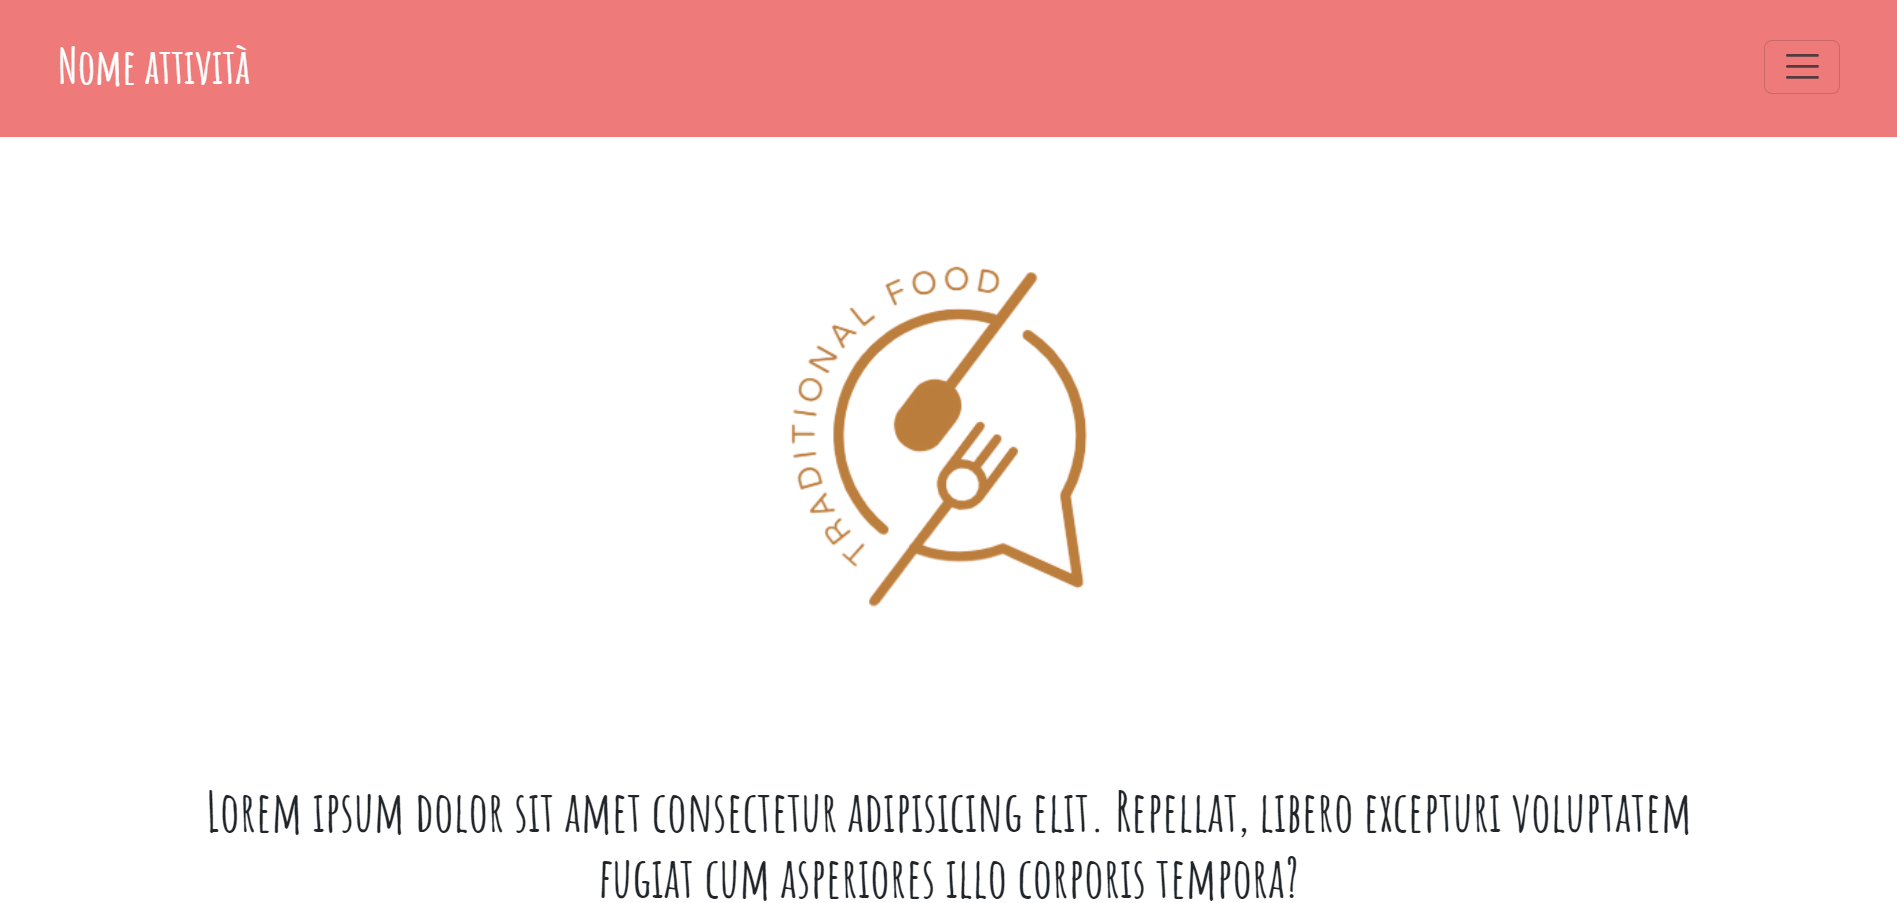 Nome attività
TRADITIONAL FOOD
Lorem ipsum dolor sit amet consectetur adipisicing elit. Repellat, libero excepturi voluptatem
fugiat cum asperiores illo corporis tempora?